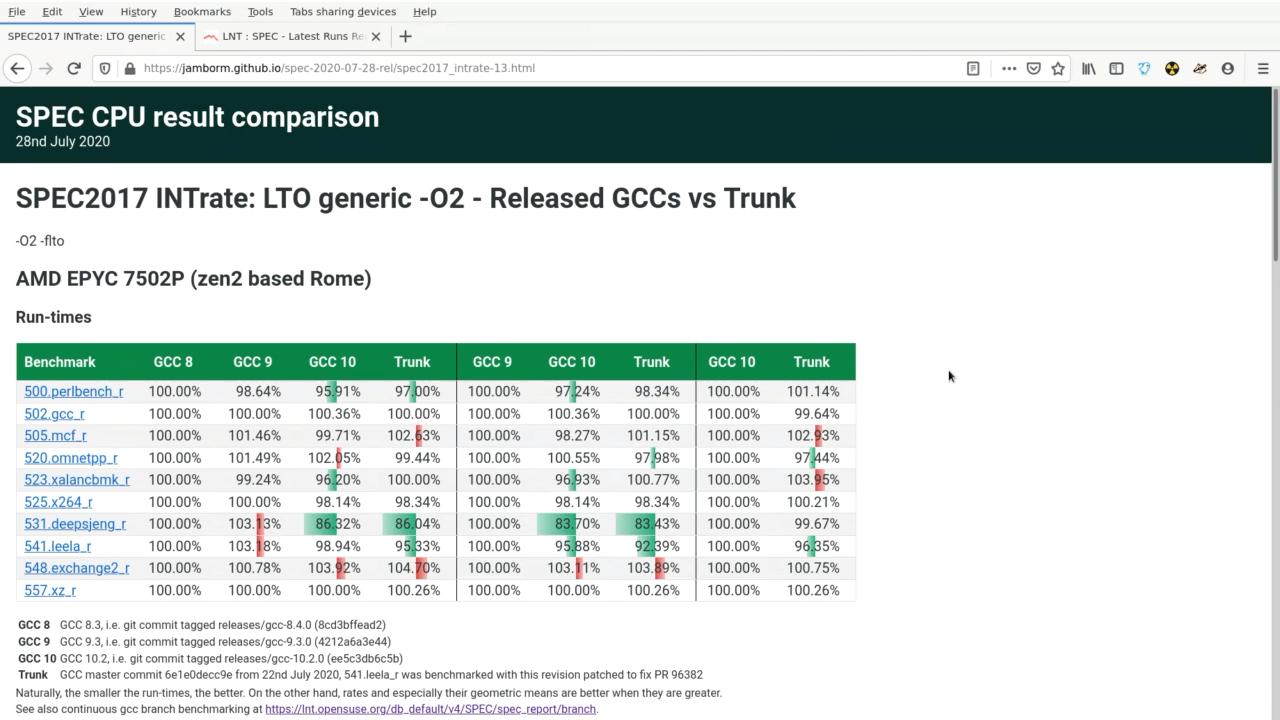 File Edit View History Bookmarks Tools Tabs sharing devices Help
SPEC2017 INTrate: LTO generic LNT : SPEC - Latest Runs Re
https://jamborm.github.io/spec-2020-07-28-rel/spec2017_intrate-13.html
SPEC CPU result comparison
28nd July 2020
SPEC2017 INTrate: LTO generic -O2 - Released GCCs vs Trunk
-O2 -flto
AMD EPYC 7502P (zen2 based Rome)
Run-times
Benchmark GCC 8 GCC 9 GCC 10 Trunk GCC 9 GCC 10 Trunk GCC 10 Trunk
500.perlbench_r 100.00% 98.64% 95.91% 97.00% 100.00% 97.24% 98.34% 100.00% 101.14%
502.gcc_r 100.00% 100.00% 100.36% 100.00% 100.00% 100.36% 100.00% 100.00% 99.64%
505.mcf_r 100.00% 101.46% 99.71% 102.63% 100.00% 98.27% 101.15% 100.00% 102.93%
520.omnetpp_r 100.00% 101.49% 102.05% 99.44% 100.00% 100.55% 97.98% 100.00% 97.44%
523.xalancbmk_r 100.00% 99.24% 96.20% 100.00% 100.00% 96.93% 100.77% 100.00% 103.95%
525.x264_r 100.00% 100.00% 98.14% 98.34% 100.00% 98.14% 98.34% 100.00% 100.21%
531.deepsjeng_r 100.00% 103.13% 86.32% 86.04% 100.00% 83.70% 83.43% 100.00% 99.67%
541.leela_r 100.00% 103.18% 98.94% 95.33% 100.00% 95.88% 92.39% 100.00% 96.35%
548.exchange2_r 100.00% 100.78% 103.92% 104.70% 100.00% 103.11% 103.89% 100.00% 100.75%
557.xz_r 100.00% 100.00% 100.00% 100.26% 100.00% 100.00% 100.26% 100.00% 100.26%
GCC 8 GCC 8.3, i.e. git commit tagged releases/gcc-8.4.0 (8cd3bffead2)
GCC 9 GCC 9.3, i.e. git commit tagged releases/gcc-9.3.0 (4212a6a3e44)
GCC 10 GCC 10.2, i.e. git commit tagged releases/gcc-10.2.0 (ee5c3db6c5b)
Trunk GCC master commit 6e1e0decc9e from 22nd July 2020, 541.leela_r was benchmarked with this revision patched to fix PR 96382
Naturally, the smaller the run-times, the better. On the other hand, rates and especially their geometric means are better when they are greater.
See also continuous gcc branch benchmarking at https://lnt.opensuse.org/db_default/v4/SPEC/spec_report/branch.